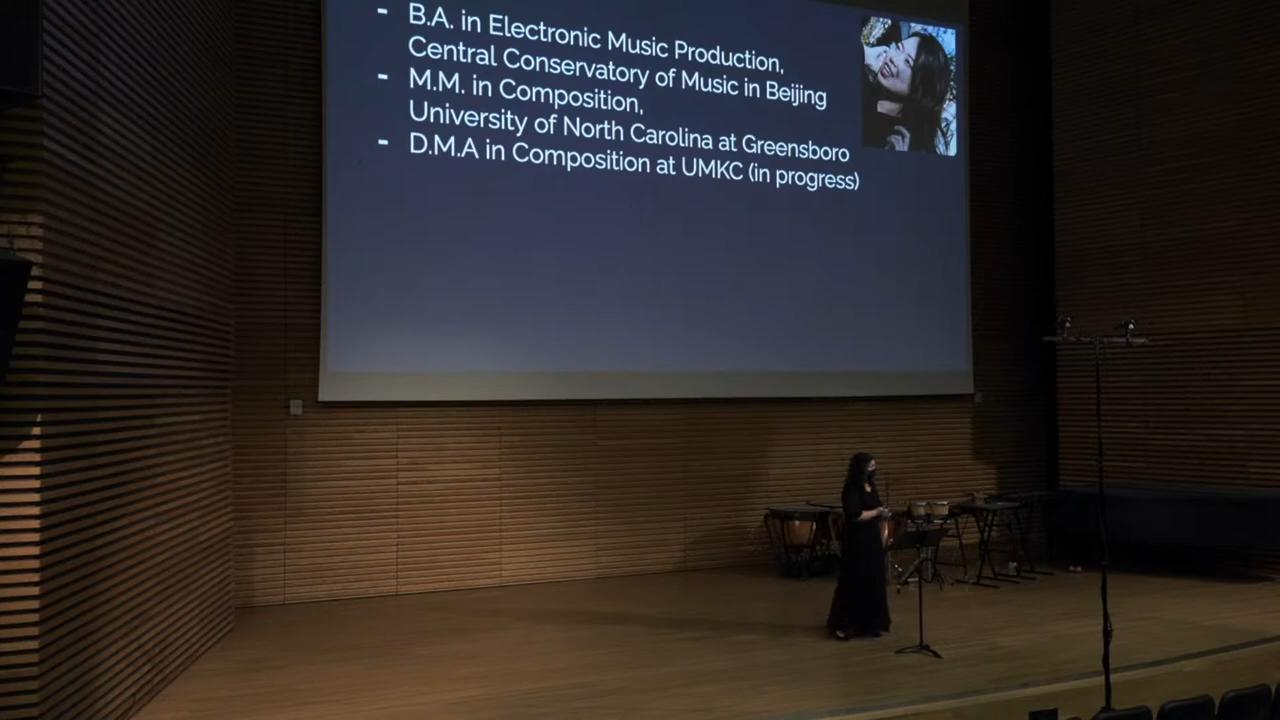 - B.A. in Electronic Music Production,
Central Conservatory of Music in Beijing
- M.M. in Composition,
University of North Carolina at Greensboro
- D.M.A in Composition at UMKC (in progress)